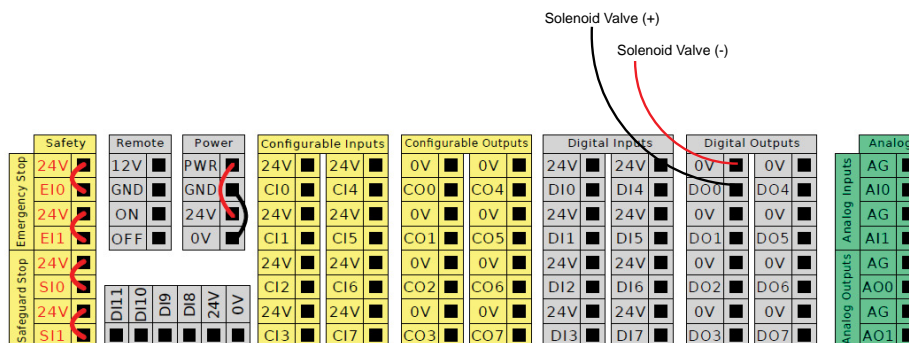 Solenoid Valve (+)
Solenoid Valve (-)
Safety
Emergency Stop
24V
EI0
24V
EI1
Safeguard Stop
24V
SI0
24V
SI1
Remote
12V
GND
ON
OFF
Power
PWR
GND
24V
0V
DI11 DI10 DI9 DI8 24V 0V
Configurable Inputs
24V 24V
CI0 CI4
24V 24V
CI1 CI5
24V 24V
CI2 CI6
24V 24V
CI3 CI7
Configurable Outputs
0V 0V
CO0 CO4
0V 0V
CO1 CO5
0V 0V
CO2 CO6
0V 0V
CO3 CO7
Digital Inputs
24V 24V
DI0 DI4
24V 24V
DI1 DI5
24V 24V
DI2 DI6
24V 24V
DI3 DI7
Digital Outputs
0V 0V
DO0 DO4
0V 0V
DO1 DO5
0V 0V
DO2 DO6
0V 0V
DO3 DO7
Analog
Analog Inputs
AG
AI0
AG
AI1
Analog Outputs
AG
AO0
AG
AO1